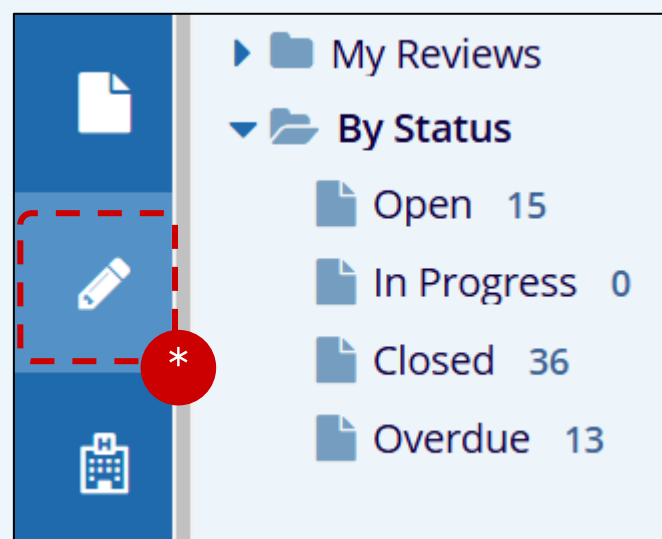 My Reviews
By Status
Open 15
In Progress 0
*
Closed 36
Overdue 13
H